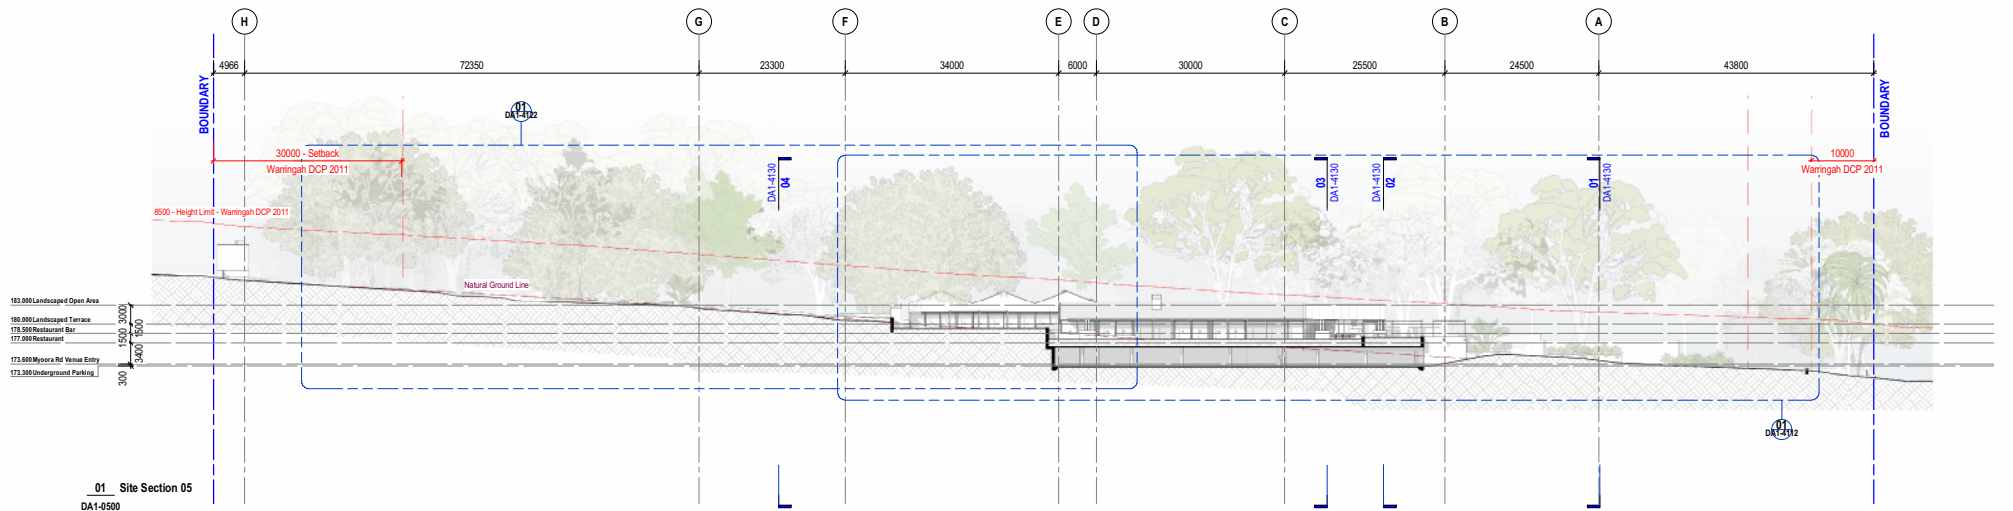 H G F E D C B A
4966 72350 23300 34000 6000 30000 25500 24500 43800
BOUNDARY
BOUNDARY
01
DA1-4122
30000 - Setback
Warringah DCP 2011
10000
Warringah DCP 2011
DA1-4130
04
03
DA1-4130
DA1-4130
02
01
DA1-4130
8500 - Height Limit - Warringah DCP 2011
Natural Ground Line
183.000 Landscaped Open Area
180.000 Landscaped Terrace
178.500 Restaurant Bar
177.000 Restaurant
173.600 Myoora Rd Venue Entry
173.300 Underground Parking
3000
1500
1500
3400
300
01
DA1-4112
01 Site Section 05
DA1-0500